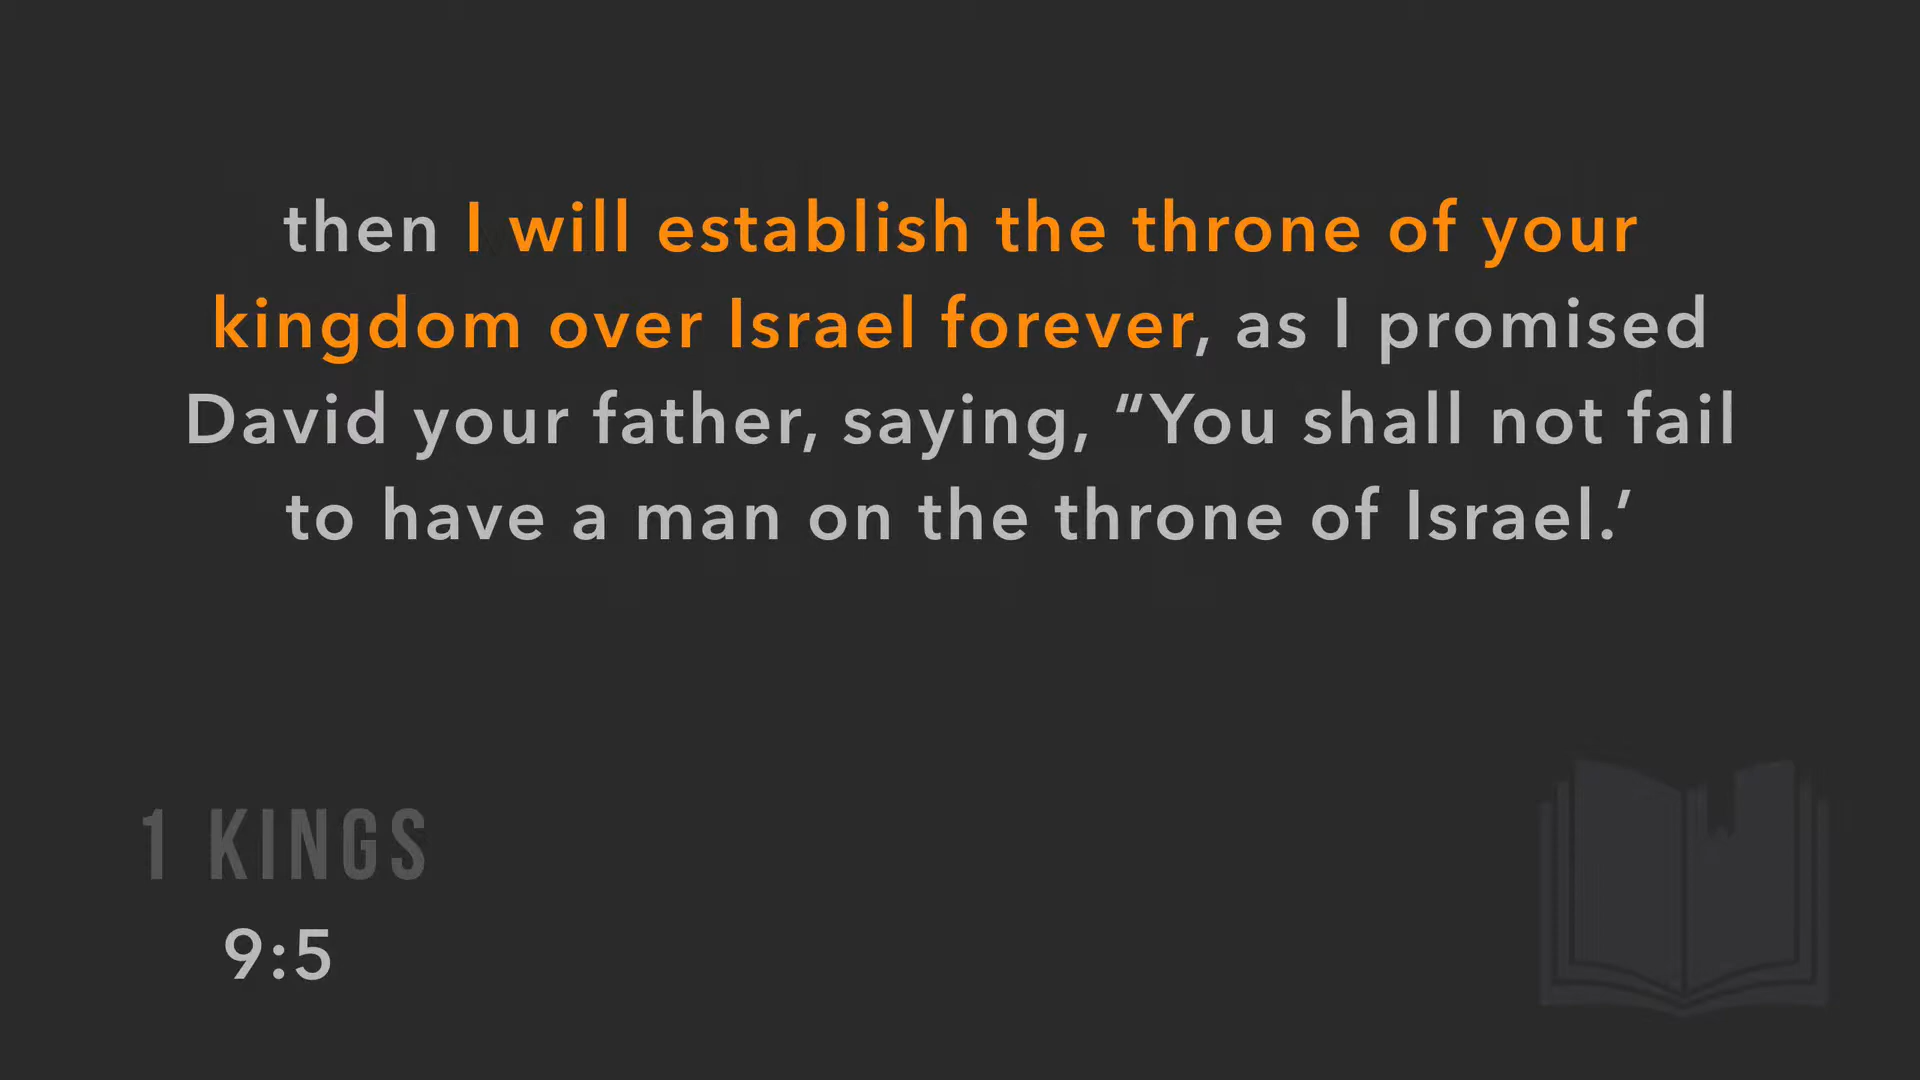 then I will establish the throne of your
kingdom over Israel forever, as I promised
David your father, saying, “You shall not fail
to have a man on the throne of Israel.’
1 KINGS
9:5